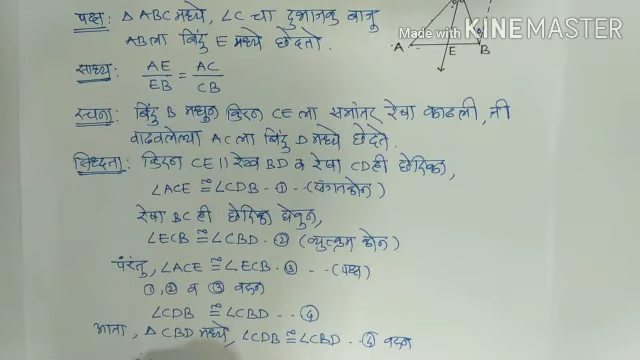 Made with KINEMASTER
पक्ष: △ABC मध्ये, ∠C चा दुभाजक बाजू
AB ला बिंदू E मध्ये छेदतो.
A E B
साध्य: AE/EB = AC/CB
रचना: बिंदू B मधून किरण CE ला समांतर रेषा काढली, ती
वाढवलेल्या AC ला बिंदू D मध्ये छेदते.
सिध्दता: किरण CE || रेख BD व रेषा CD ही छेदिका,
∠ACE ≅ ∠CDB - ① ..(संगतकोन)
रेषा BC ही छेदिका घेवून,
∠ECB ≅ ∠CBD - ② (व्युत्क्रम कोन)
परंतु, ∠ACE ≅ ∠ECB - ③ - ..(पक्ष)
①, ② व ③ वरून
∠CDB ≅ ∠CBD - .. ④
आता, △CBD मध्ये, ∠CDB ≅ ∠CBD - ④ वरून